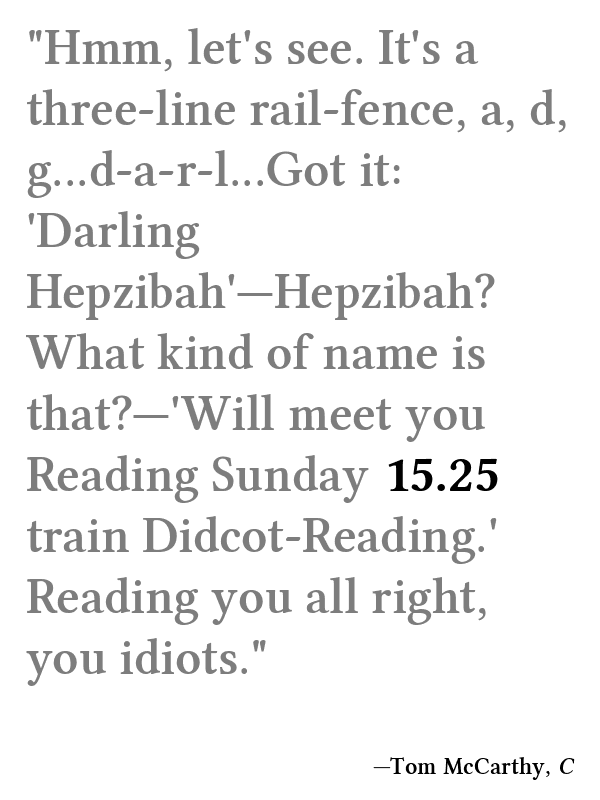 "Hmm, let's see. It's a
three-line rail-fence, a, d,
g...d-a-r-l...Got it:
'Darling
Hepzibah'—Hepzibah?
What kind of name is
that?—'Will meet you
Reading Sunday 15.25
train Didcot-Reading.'
Reading you all right,
you idiots."
—Tom McCarthy, C